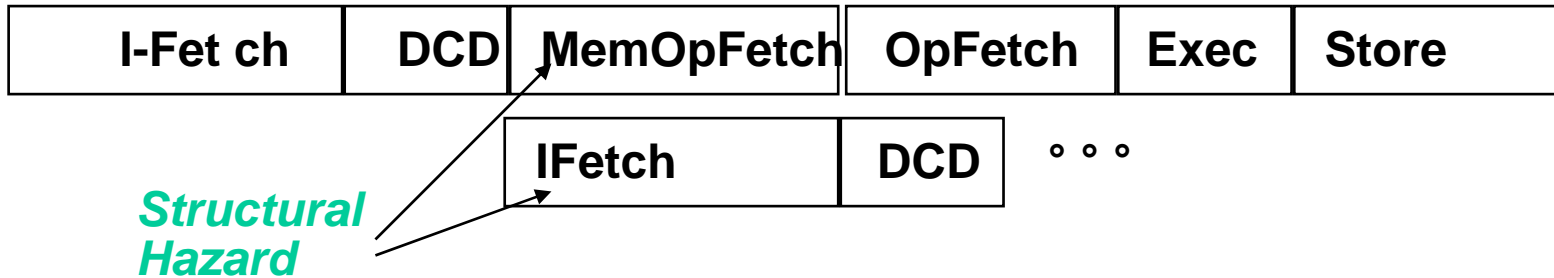 I-Fet ch DCD MemOpFetch OpFetch Exec Store
IFetch DCD ° ° °
Structural
Hazard